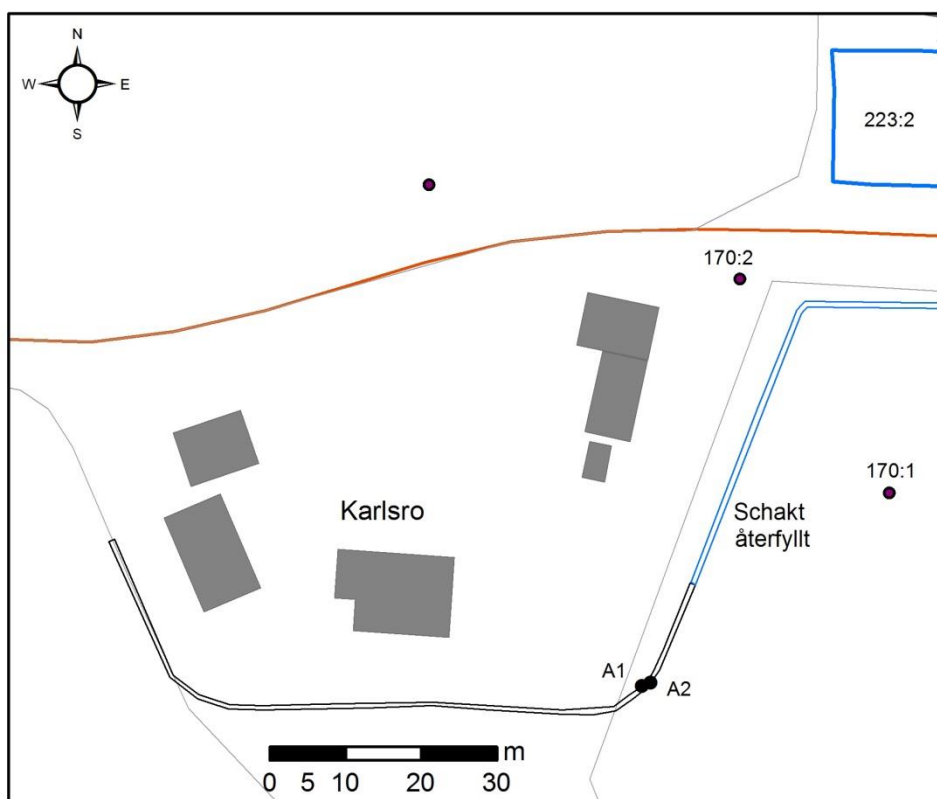 N
W E
S
223:2
170:2
170:1
Karlsro
Schakt
återfyllt
A1
A2
m
0 5 10 20 30